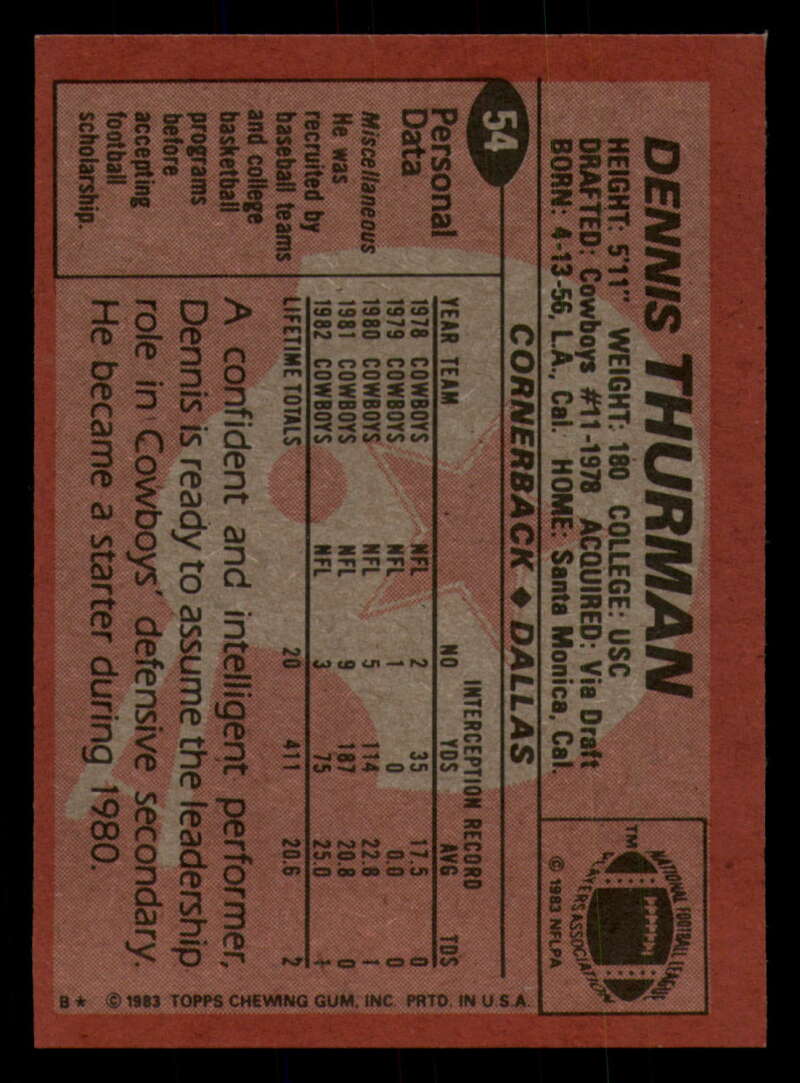 DENNIS THURMAN
HEIGHT: 5'11" WEIGHT: 180 COLLEGE: USC
DRAFTED: Cowboys #11-1978 ACQUIRED: Via Draft
BORN: 4-13-56, L.A., Cal. HOME: Santa Monica, Cal.
NATIONAL FOOTBALL LEAGUE
PLAYERS ASSOCIATION
TM
© 1983 NFLPA
54
CORNERBACK ♦ DALLAS
Personal
Data
Miscellaneous
He was
recruited by
baseball teams
and college
basketball
programs
before
accepting
football
scholarship.
INTERCEPTION RECORD
YEAR TEAM NO YDS AVG TDS
1978 COWBOYS NFL 2 35 17.5 0
1979 COWBOYS NFL 1 0 0.0 0
1980 COWBOYS NFL 5 114 22.8 1
1981 COWBOYS NFL 9 187 20.8 0
1982 COWBOYS NFL 3 75 25.0 1
LIFETIME TOTALS 20 411 20.6 2
A confident and intelligent performer,
Dennis is ready to assume the leadership
role in Cowboys' defensive secondary.
He became a starter during 1980.
B★ © 1983 TOPPS CHEWING GUM, INC. PRTD. IN U.S.A.